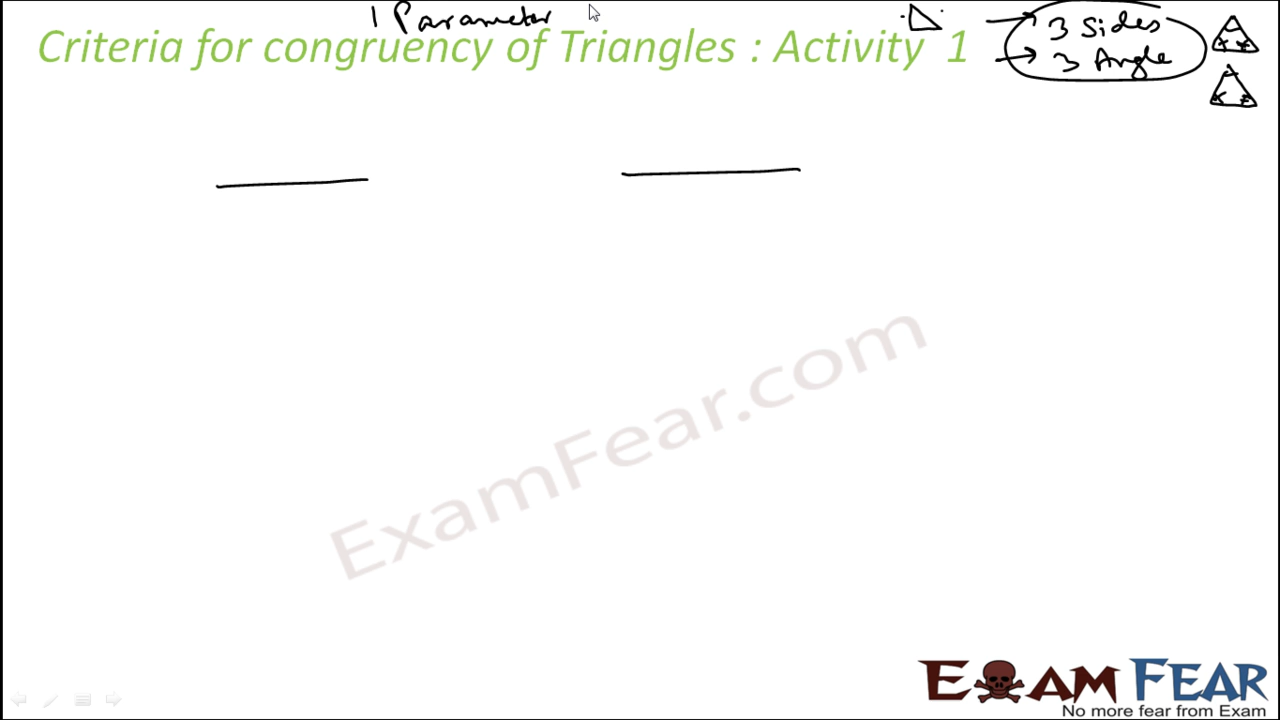 1 Parameter
Criteria for congruency of Triangles : Activity 1
3 Sides
3 Angle
ExamFear.com
EXAM FEAR
No more fear from Exam